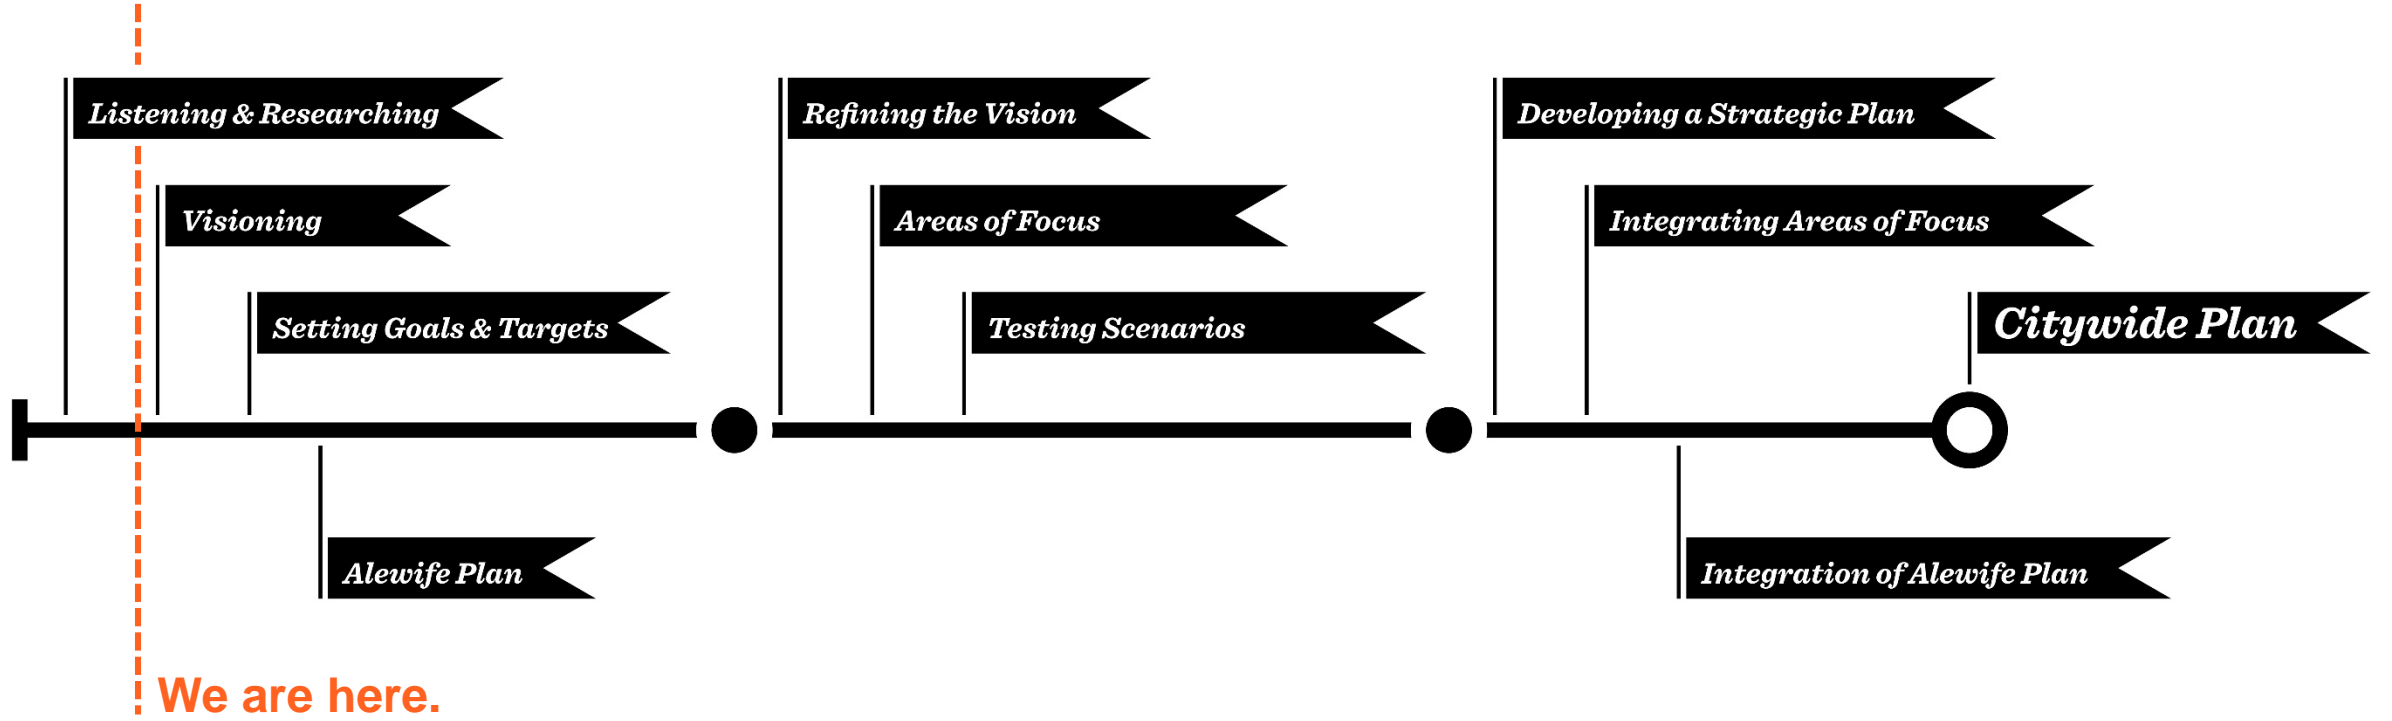 Listening & Researching
Visioning
Setting Goals & Targets
Alewife Plan
Refining the Vision
Areas of Focus
Testing Scenarios
Developing a Strategic Plan
Integrating Areas of Focus
Citywide Plan
Integration of Alewife Plan
We are here.